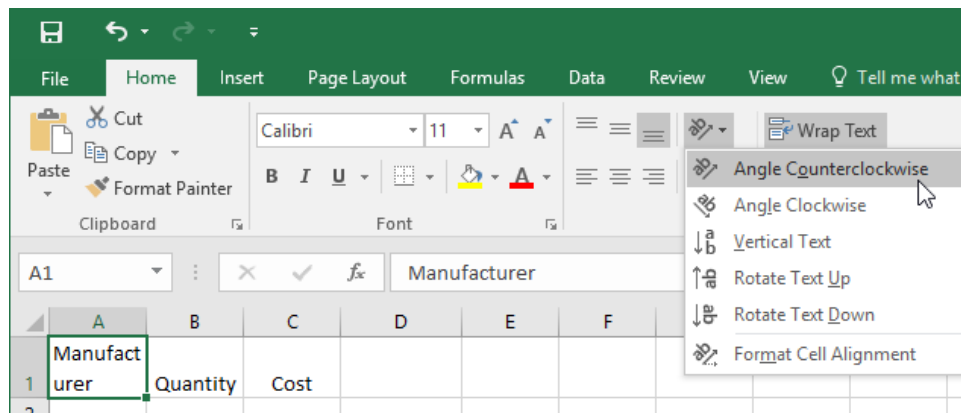 File Home Insert Page Layout Formulas Data Review View Tell me what
Cut
Copy
Paste
Format Painter
Clipboard
Calibri 11 A A
B I U A
Font
Wrap Text
Angle Counterclockwise
Angle Clockwise
Vertical Text
Rotate Text Up
Rotate Text Down
Format Cell Alignment
A1 fx Manufacturer
A B C D E F
Manufact
1 urer Quantity Cost